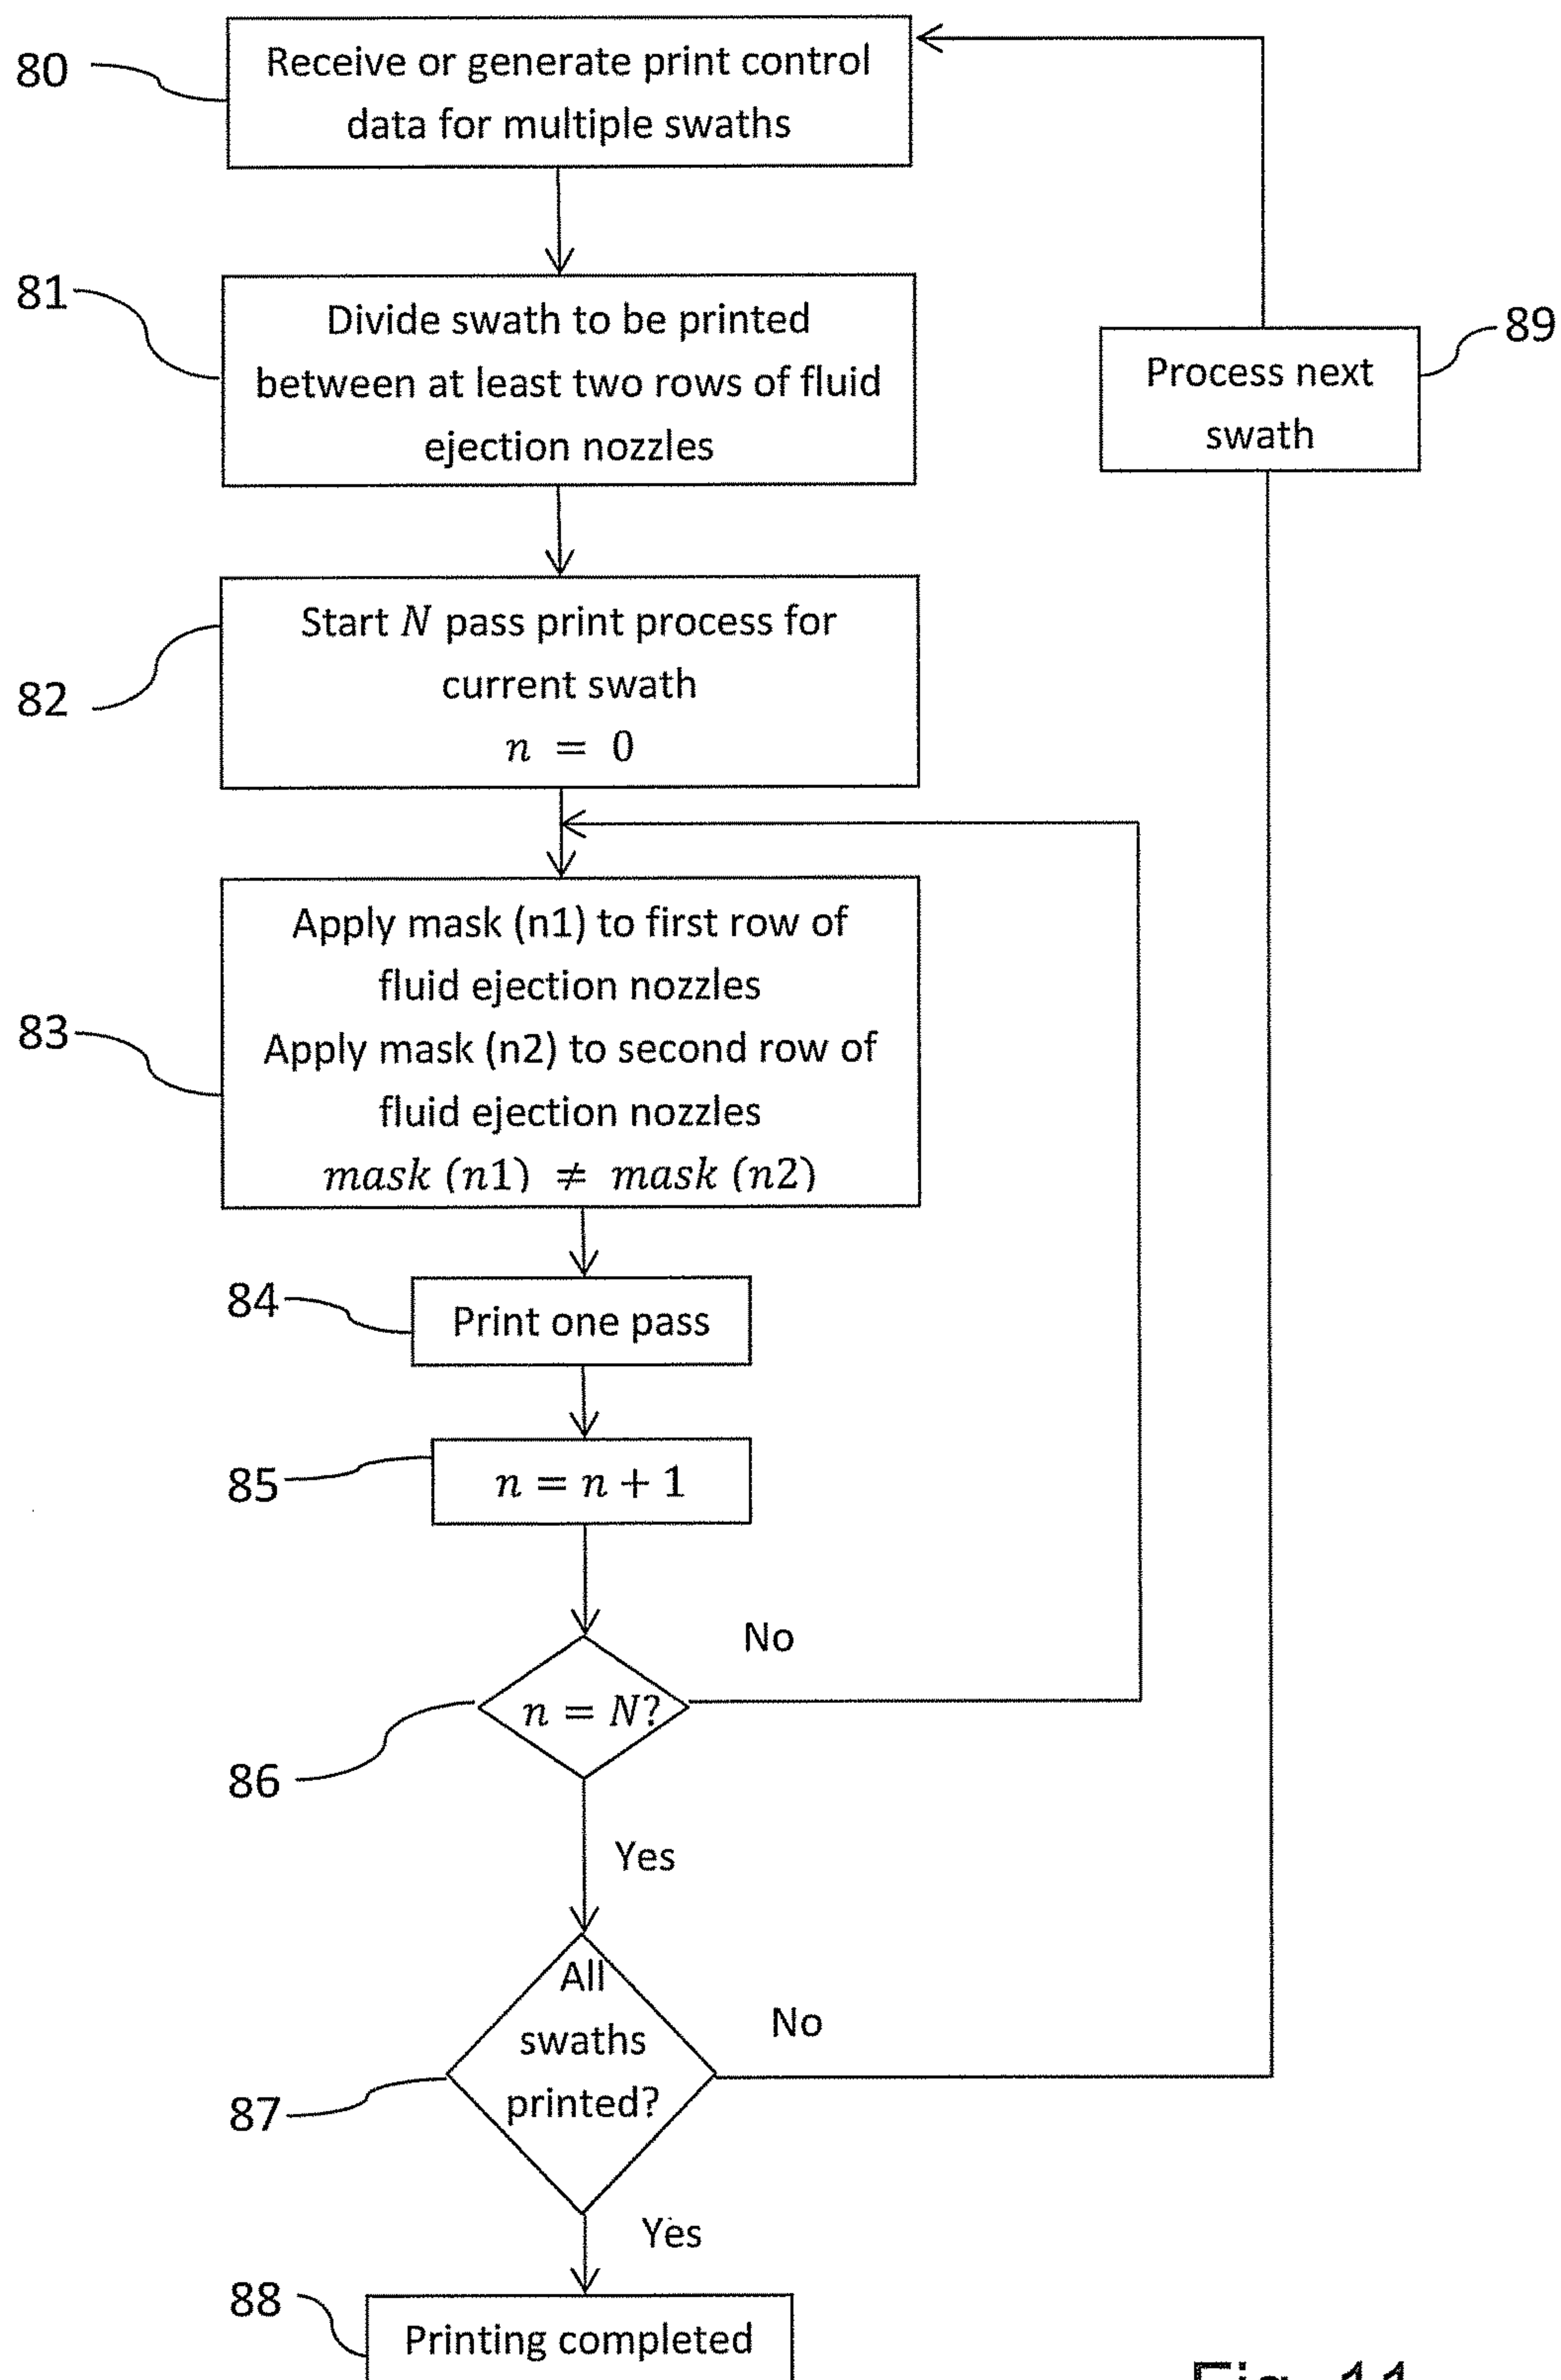 80
Receive or generate print control
data for multiple swaths
81
Divide swath to be printed
between at least two rows of fluid
ejection nozzles
89
Process next
swath
82
Start N pass print process for
current swath
n = 0
83
Apply mask (n1) to first row of
fluid ejection nozzles
Apply mask (n2) to second row of
fluid ejection nozzles
mask (n1) ≠ mask (n2)
84
Print one pass
85
n = n + 1
86
n = N?
No
Yes
87
All
swaths
printed?
No
Yes
88
Printing completed
Fig. 11